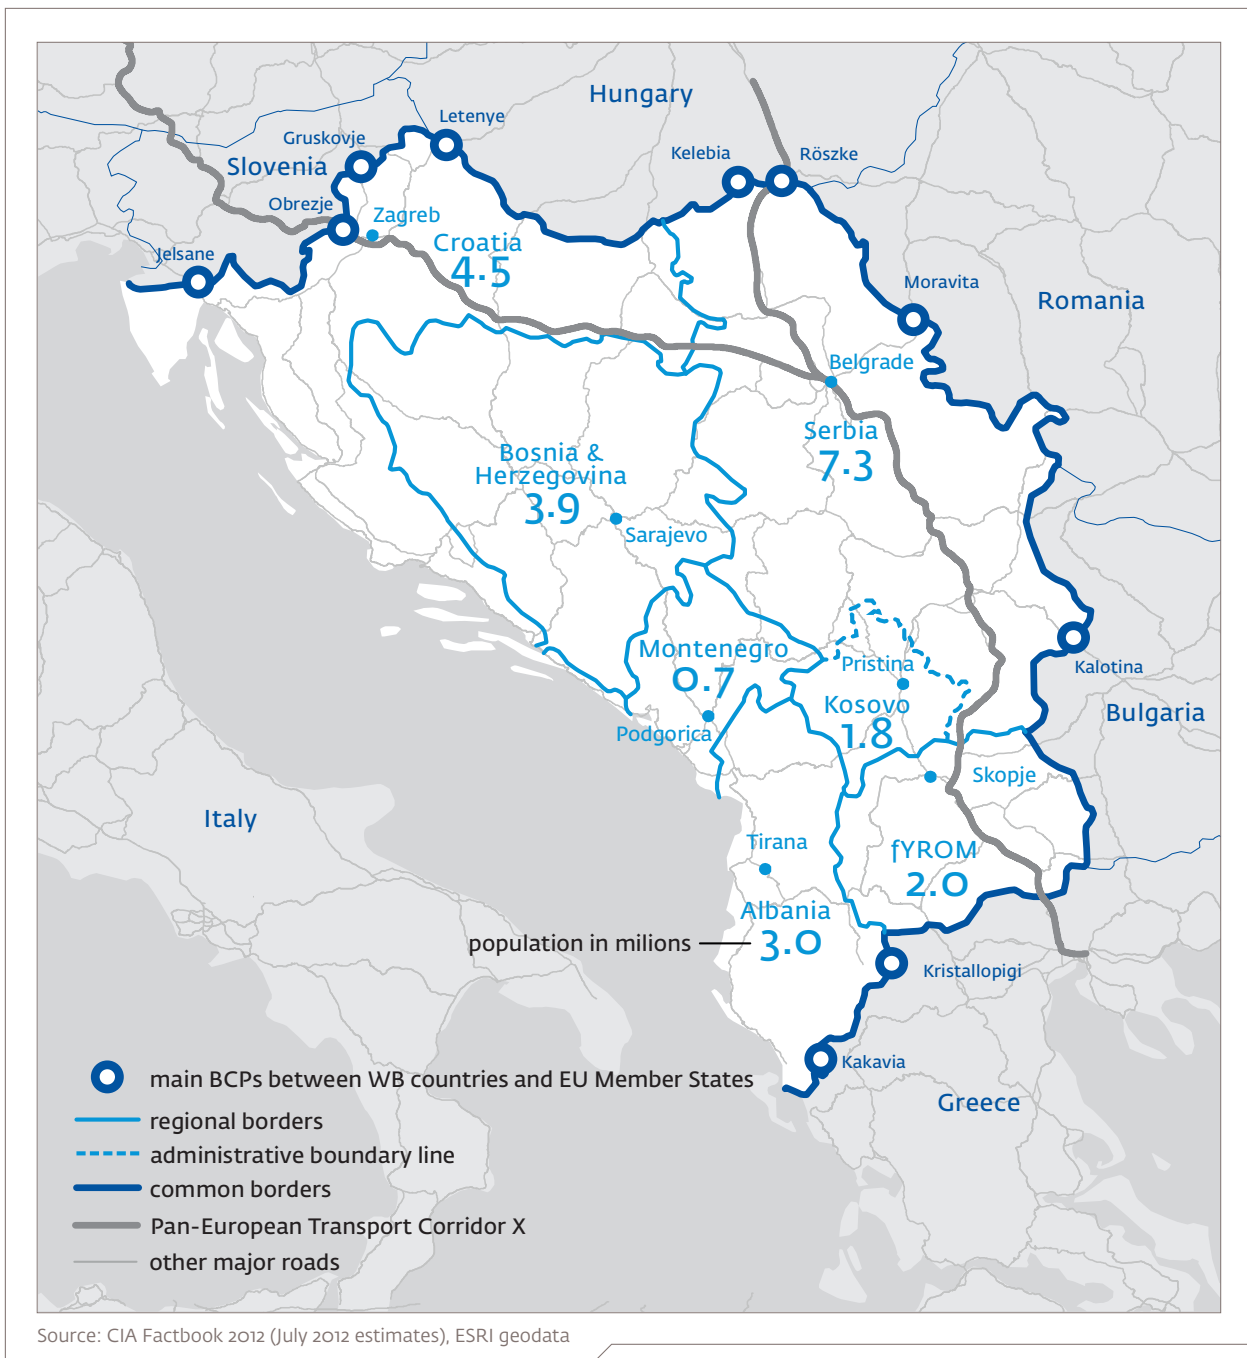 Hungary
Letenye
Gruskovje
Slovenia
Kelebia
Röszke
Obrezje
Zagreb
Croatia
4.5
Jelsane
Moravita
Romania
Belgrade
Serbia
7.3
Bosnia &
Herzegovina
3.9
Sarajevo
Montenegro
0.7
Podgorica
Pristina
Kosovo
1.8
Kalotina
Bulgaria
Skopje
Italy
Tirana
fYROM
2.0
Albania
3.0
population in milions
Kristallopigi
Kakavia
Greece
main BCPs between WB countries and EU Member States
regional borders
administrative boundary line
common borders
Pan-European Transport Corridor X
other major roads
Source: CIA Factbook 2012 (July 2012 estimates), ESRI geodata